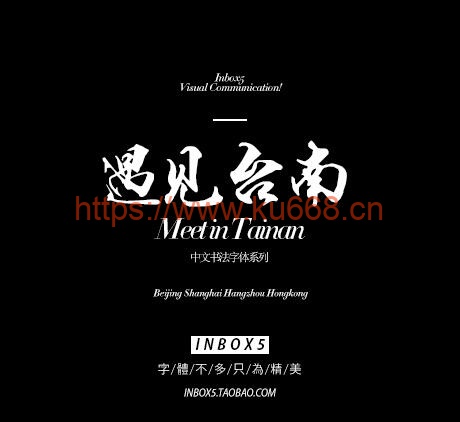 Inbox5
Visual Communication!
遇见台南
https://www.ku668.cn
Meet in Tainan
中文书法字体系列
Beijing Shanghai Hangzhou Hongkong
INBOX5
字/體/不/多/只/為/精/美
INBOX5.TAOBAO.COM